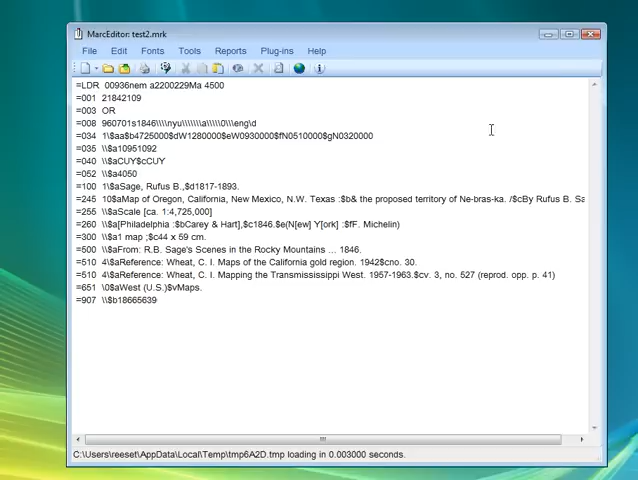 MarcEditor: test2.mrk
File Edit Fonts Tools Reports Plug-ins Help
=LDR 00936nem a2200229Ma 4500
=001 21842109
=003 OR
=008 960701s1846\\\\nyu\\\\\\\a\\\\\0\\\eng\d
=034 1\$aa$b4725000$dW1280000$eW0930000$fN0510000$gN0320000
=035 \\$a10951092
=040 \\$aCUY$cCUY
=052 \\$a4050
=100 1\$aSage, Rufus B.,$d1817-1893.
=245 10$aMap of Oregon, California, New Mexico, N.W. Texas :$b& the proposed territory of Ne-bras-ka. /$cBy Rufus B. Sa
=255 \\$aScale [ca. 1:4,725,000]
=260 \\$a[Philadelphia :$bCarey & Hart],$c1846.$e(N[ew] Y[ork] :$fF. Michelin)
=300 \\$a1 map ;$c44 x 59 cm.
=500 \\$aFrom: R.B. Sage's Scenes in the Rocky Mountains ... 1846.
=510 4\$aReference: Wheat, C. I. Maps of the California gold region. 1942$cno. 30.
=510 4\$aReference: Wheat, C. I. Mapping the Transmississippi West. 1957-1963.$cv. 3, no. 527 (reprod. opp. p. 41)
=651 \0$aWest (U.S.)$vMaps.
=907 \\$b18665639
C:\Users\reeset\AppData\Local\Temp\tmp6A2D.tmp loading in 0.003000 seconds.